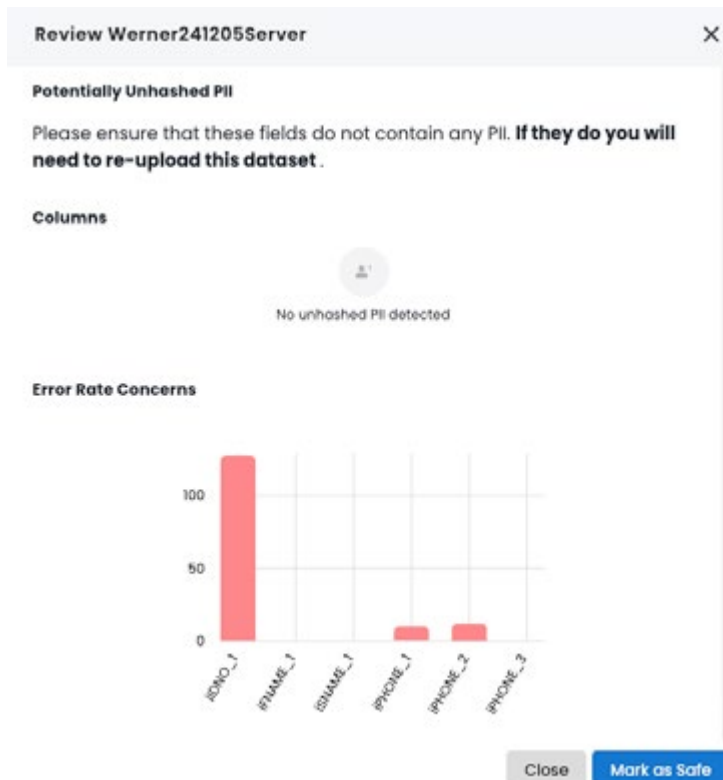 Review Werner241205Server
Potentially Unhashed PII
Please ensure that these fields do not contain any PII. If they do you will
need to re-upload this dataset .
Columns
No unhashed PII detected
Error Rate Concerns
100
50
0
iIDNO_1
iFNAME_1
iSNAME_1
iPHONE_1
iPHONE_2
iPHONE_3
Close
Mark as Safe